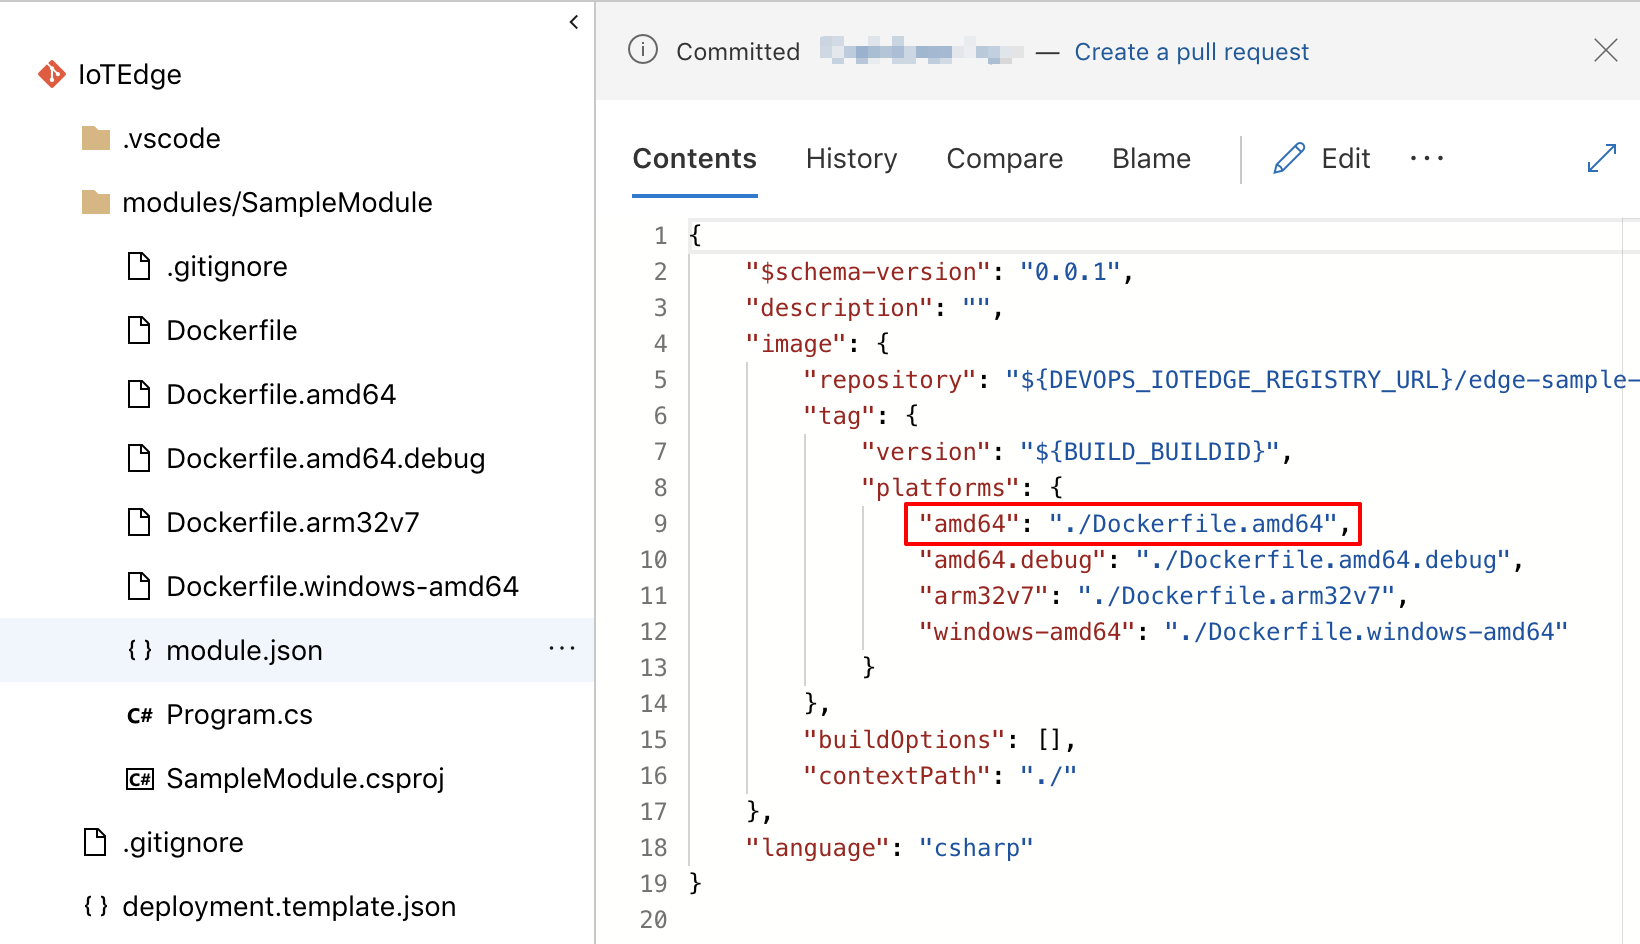 IoTEdge
.vscode
modules/SampleModule
.gitignore
Dockerfile
Dockerfile.amd64
Dockerfile.amd64.debug
Dockerfile.arm32v7
Dockerfile.windows-amd64
{ } module.json ...
C# Program.cs
C# SampleModule.csproj
.gitignore
{ } deployment.template.json
Committed — Create a pull request
Contents History Compare Blame Edit ...
1 {
2 "$schema-version": "0.0.1",
3 "description": "",
4 "image": {
5 "repository": "${DEVOPS_IOTEDGE_REGISTRY_URL}/edge-sample-
6 "tag": {
7 "version": "${BUILD_BUILDID}",
8 "platforms": {
9 "amd64": "./Dockerfile.amd64",
10 "amd64.debug": "./Dockerfile.amd64.debug",
11 "arm32v7": "./Dockerfile.arm32v7",
12 "windows-amd64": "./Dockerfile.windows-amd64"
13 }
14 },
15 "buildOptions": [],
16 "contextPath": "./"
17 },
18 "language": "csharp"
19 }
20